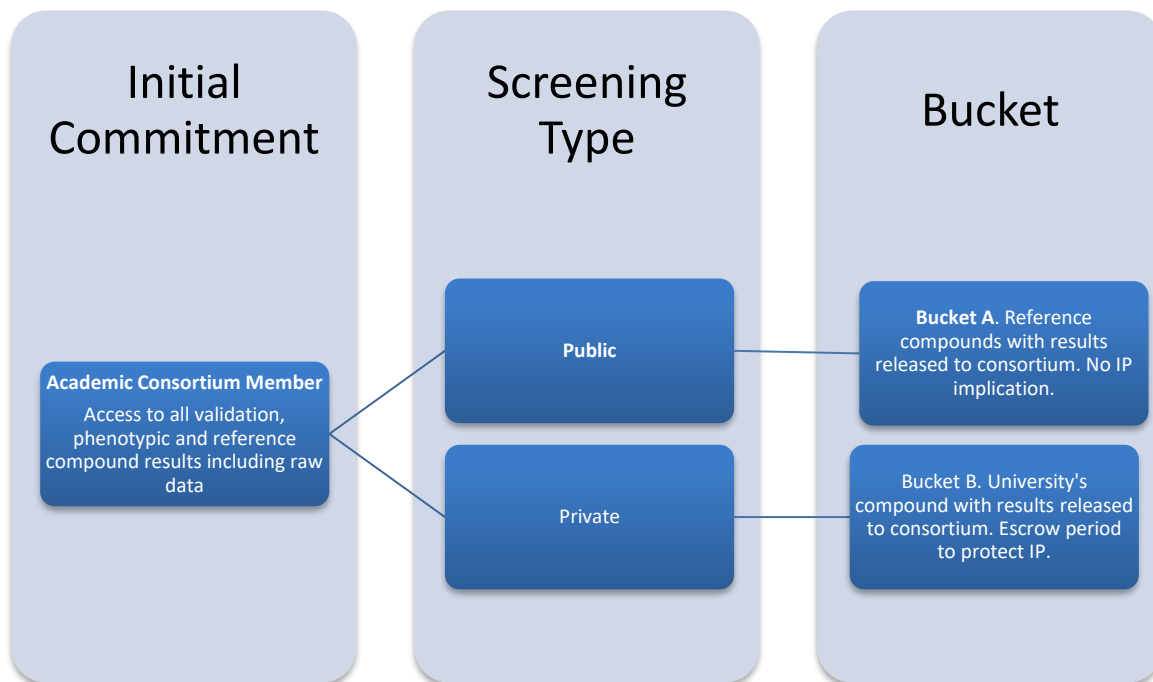 Initial
Commitment
Screening
Type
Bucket
Academic Consortium Member
Access to all validation,
phenotypic and reference
compound results including raw
data
Public
Private
Bucket A. Reference
compounds with results
released to consortium. No IP
implication.
Bucket B. University's
compound with results released
to consortium. Escrow period
to protect IP.